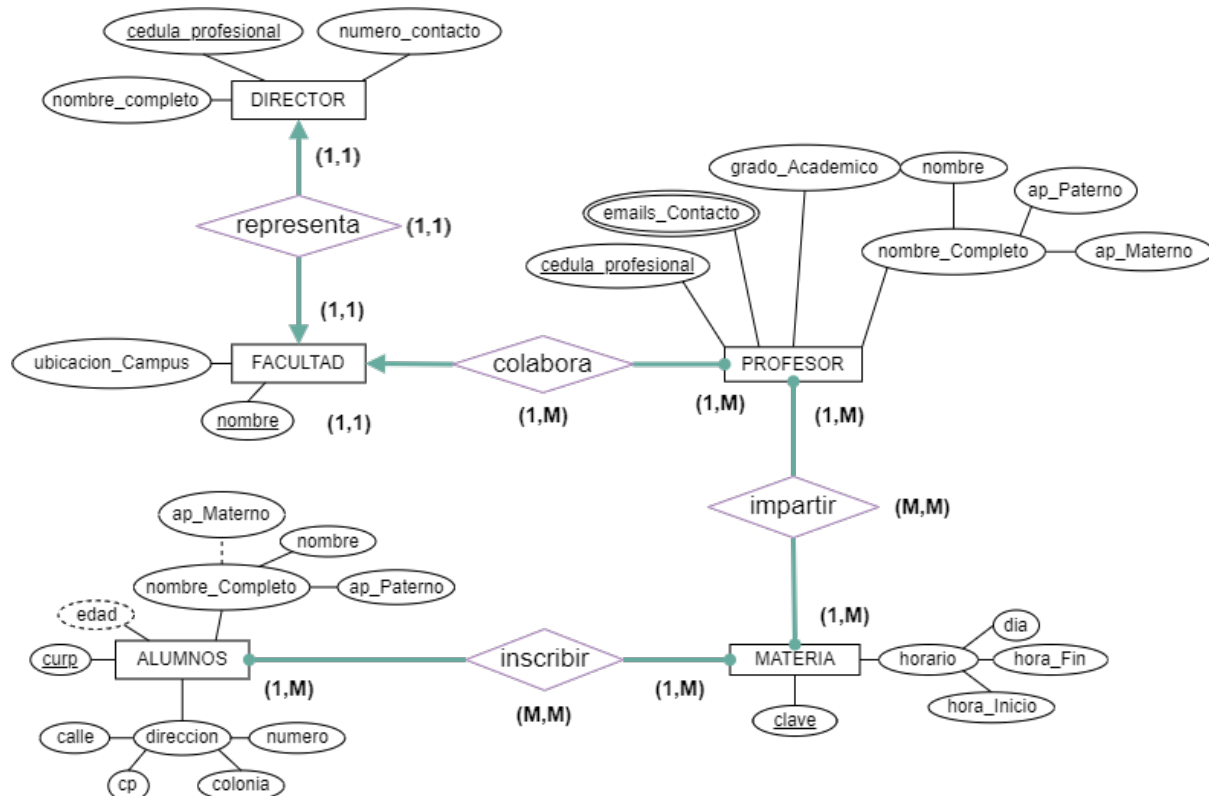 cedula_profesional
numero_contacto
nombre_completo
DIRECTOR
(1,1)
representa
(1,1)
(1,1)
ubicacion_Campus
FACULTAD
nombre
(1,1)
colabora
(1,M)
grado_Academico
nombre
emails_Contacto
ap_Paterno
cedula_profesional
nombre_Completo
ap_Materno
PROFESOR
(1,M)
(1,M)
impartir
(M,M)
(1,M)
ap_Materno
nombre
nombre_Completo
ap_Paterno
edad
curp
ALUMNOS
(1,M)
inscribir
(M,M)
(1,M)
MATERIA
horario
dia
hora_Fin
hora_Inicio
clave
calle
direccion
numero
cp
colonia